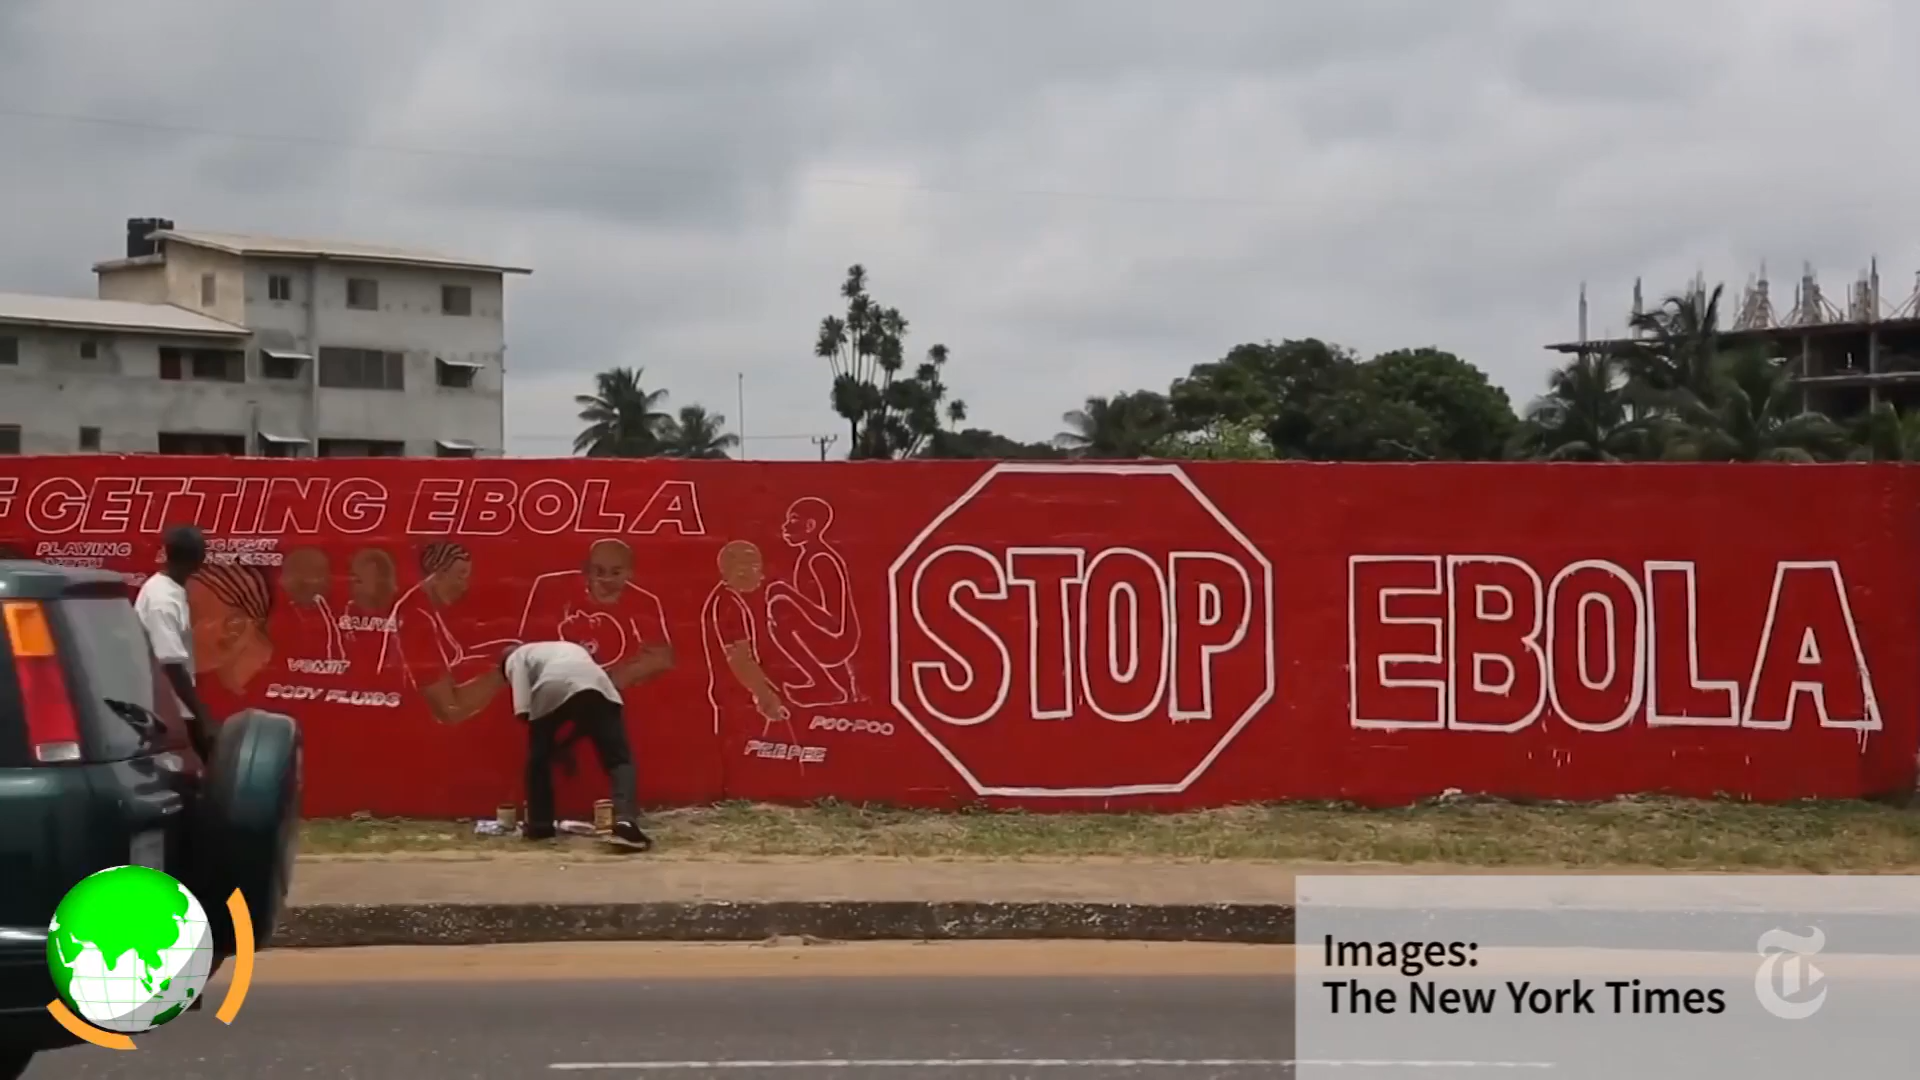 GETTING EBOLA
PLAYING
SALIVA
VOMIT
BODY FLUIDS
POO-POO
PEE PEE
STOP EBOLA
Images:
The New York Times